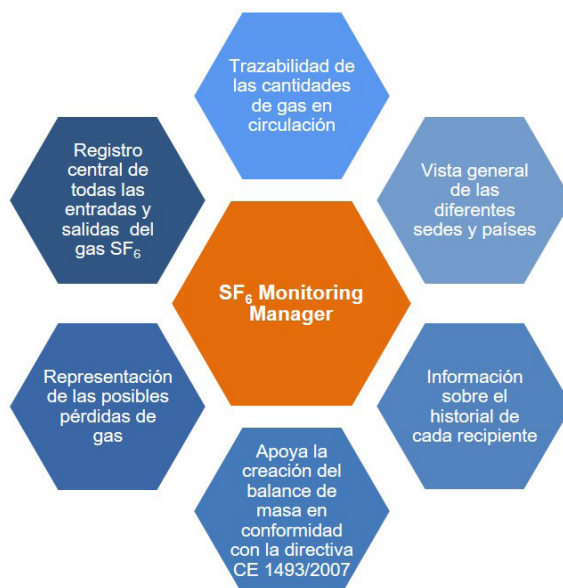 Trazabilidad de
las cantidades
de gas en
circulación
Registro
central de
todas las
entradas y
salidas del
gas SF₆
Vista general
de las
diferentes
sedes y países
SF₆ Monitoring
Manager
Representación
de las posibles
pérdidas de
gas
Información
sobre el
historial de
cada recipiente
Apoya la
creación del
balance de
masa en
conformidad
con la directiva
CE 1493/2007